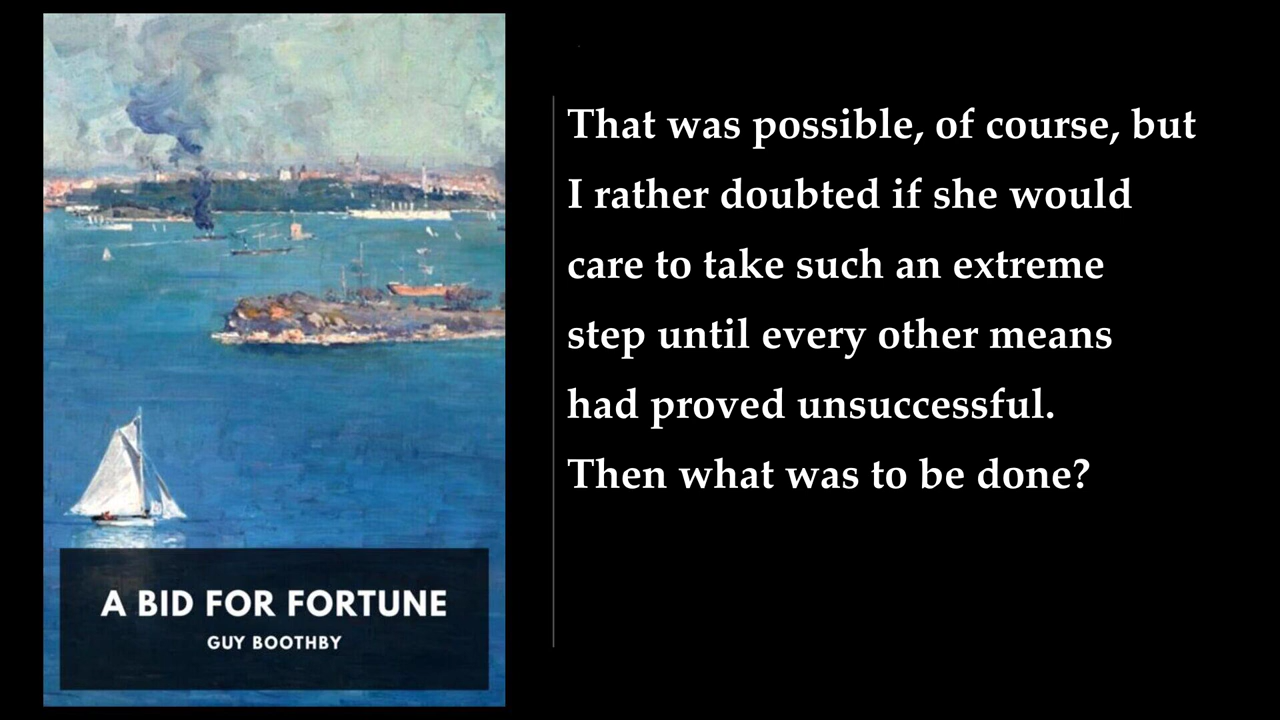 That was possible, of course, but
I rather doubted if she would
care to take such an extreme
step until every other means
had proved unsuccessful.
Then what was to be done?
A BID FOR FORTUNE
GUY BOOTHBY